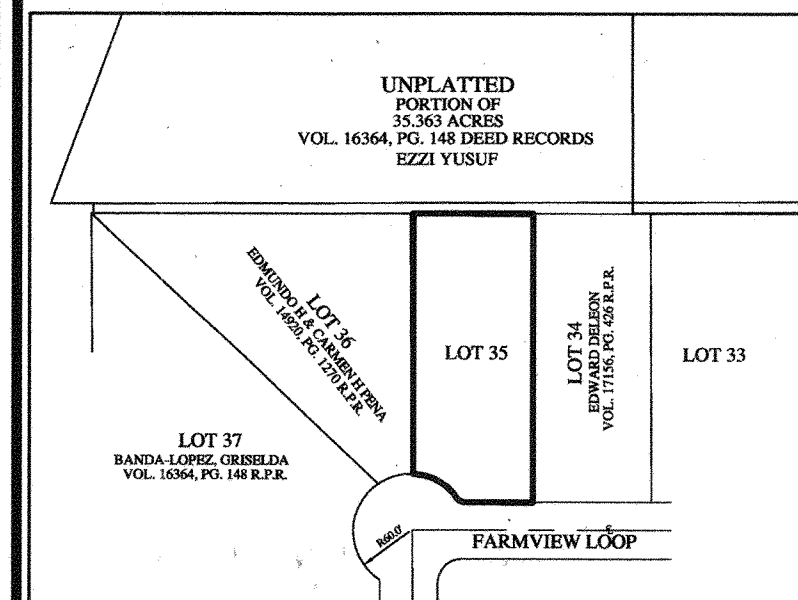 UNPLATTED
PORTION OF
35.363 ACRES
VOL. 16364, PG. 148 DEED RECORDS
EZZI YUSUF
LOT 36
EDMUNDO H & CARMEN H PENA
VOL. 14920, PG. 1270 R.P.R.
LOT 35
LOT 34
EDWARD DELEON
VOL. 17156, PG. 426 R.P.R.
LOT 33
LOT 37
BANDA-LOPEZ, GRISELDA
VOL. 16364, PG. 148 R.P.R.
R60.0'
FARMVIEW LOOP